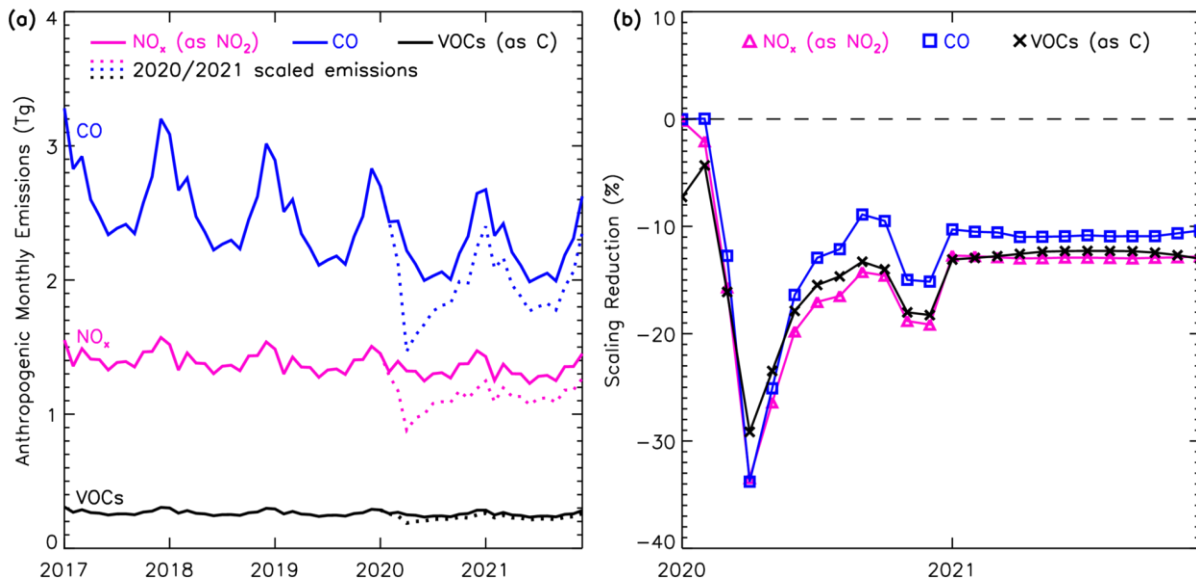 (a)
NOx (as NO2) CO VOCs (as C)
2020/2021 scaled emissions
Anthropogenic Monthly Emissions (Tg)
4
3
2
1
0
CO
NOx
VOCs
2017 2018 2019 2020 2021
(b)
NOx (as NO2) CO VOCs (as C)
Scaling Reduction (%)
10
0
-10
-20
-30
-40
2020 2021